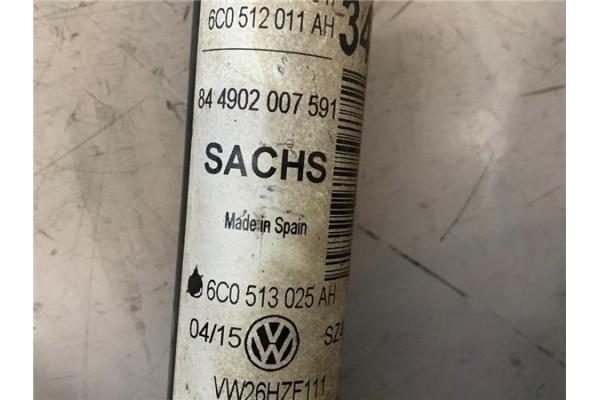 6C0 512 011 AH
34
84 4902 007 591
SACHS
Made in Spain
6C0 513 025 AH
04/15 SZ4
VW26HZF111